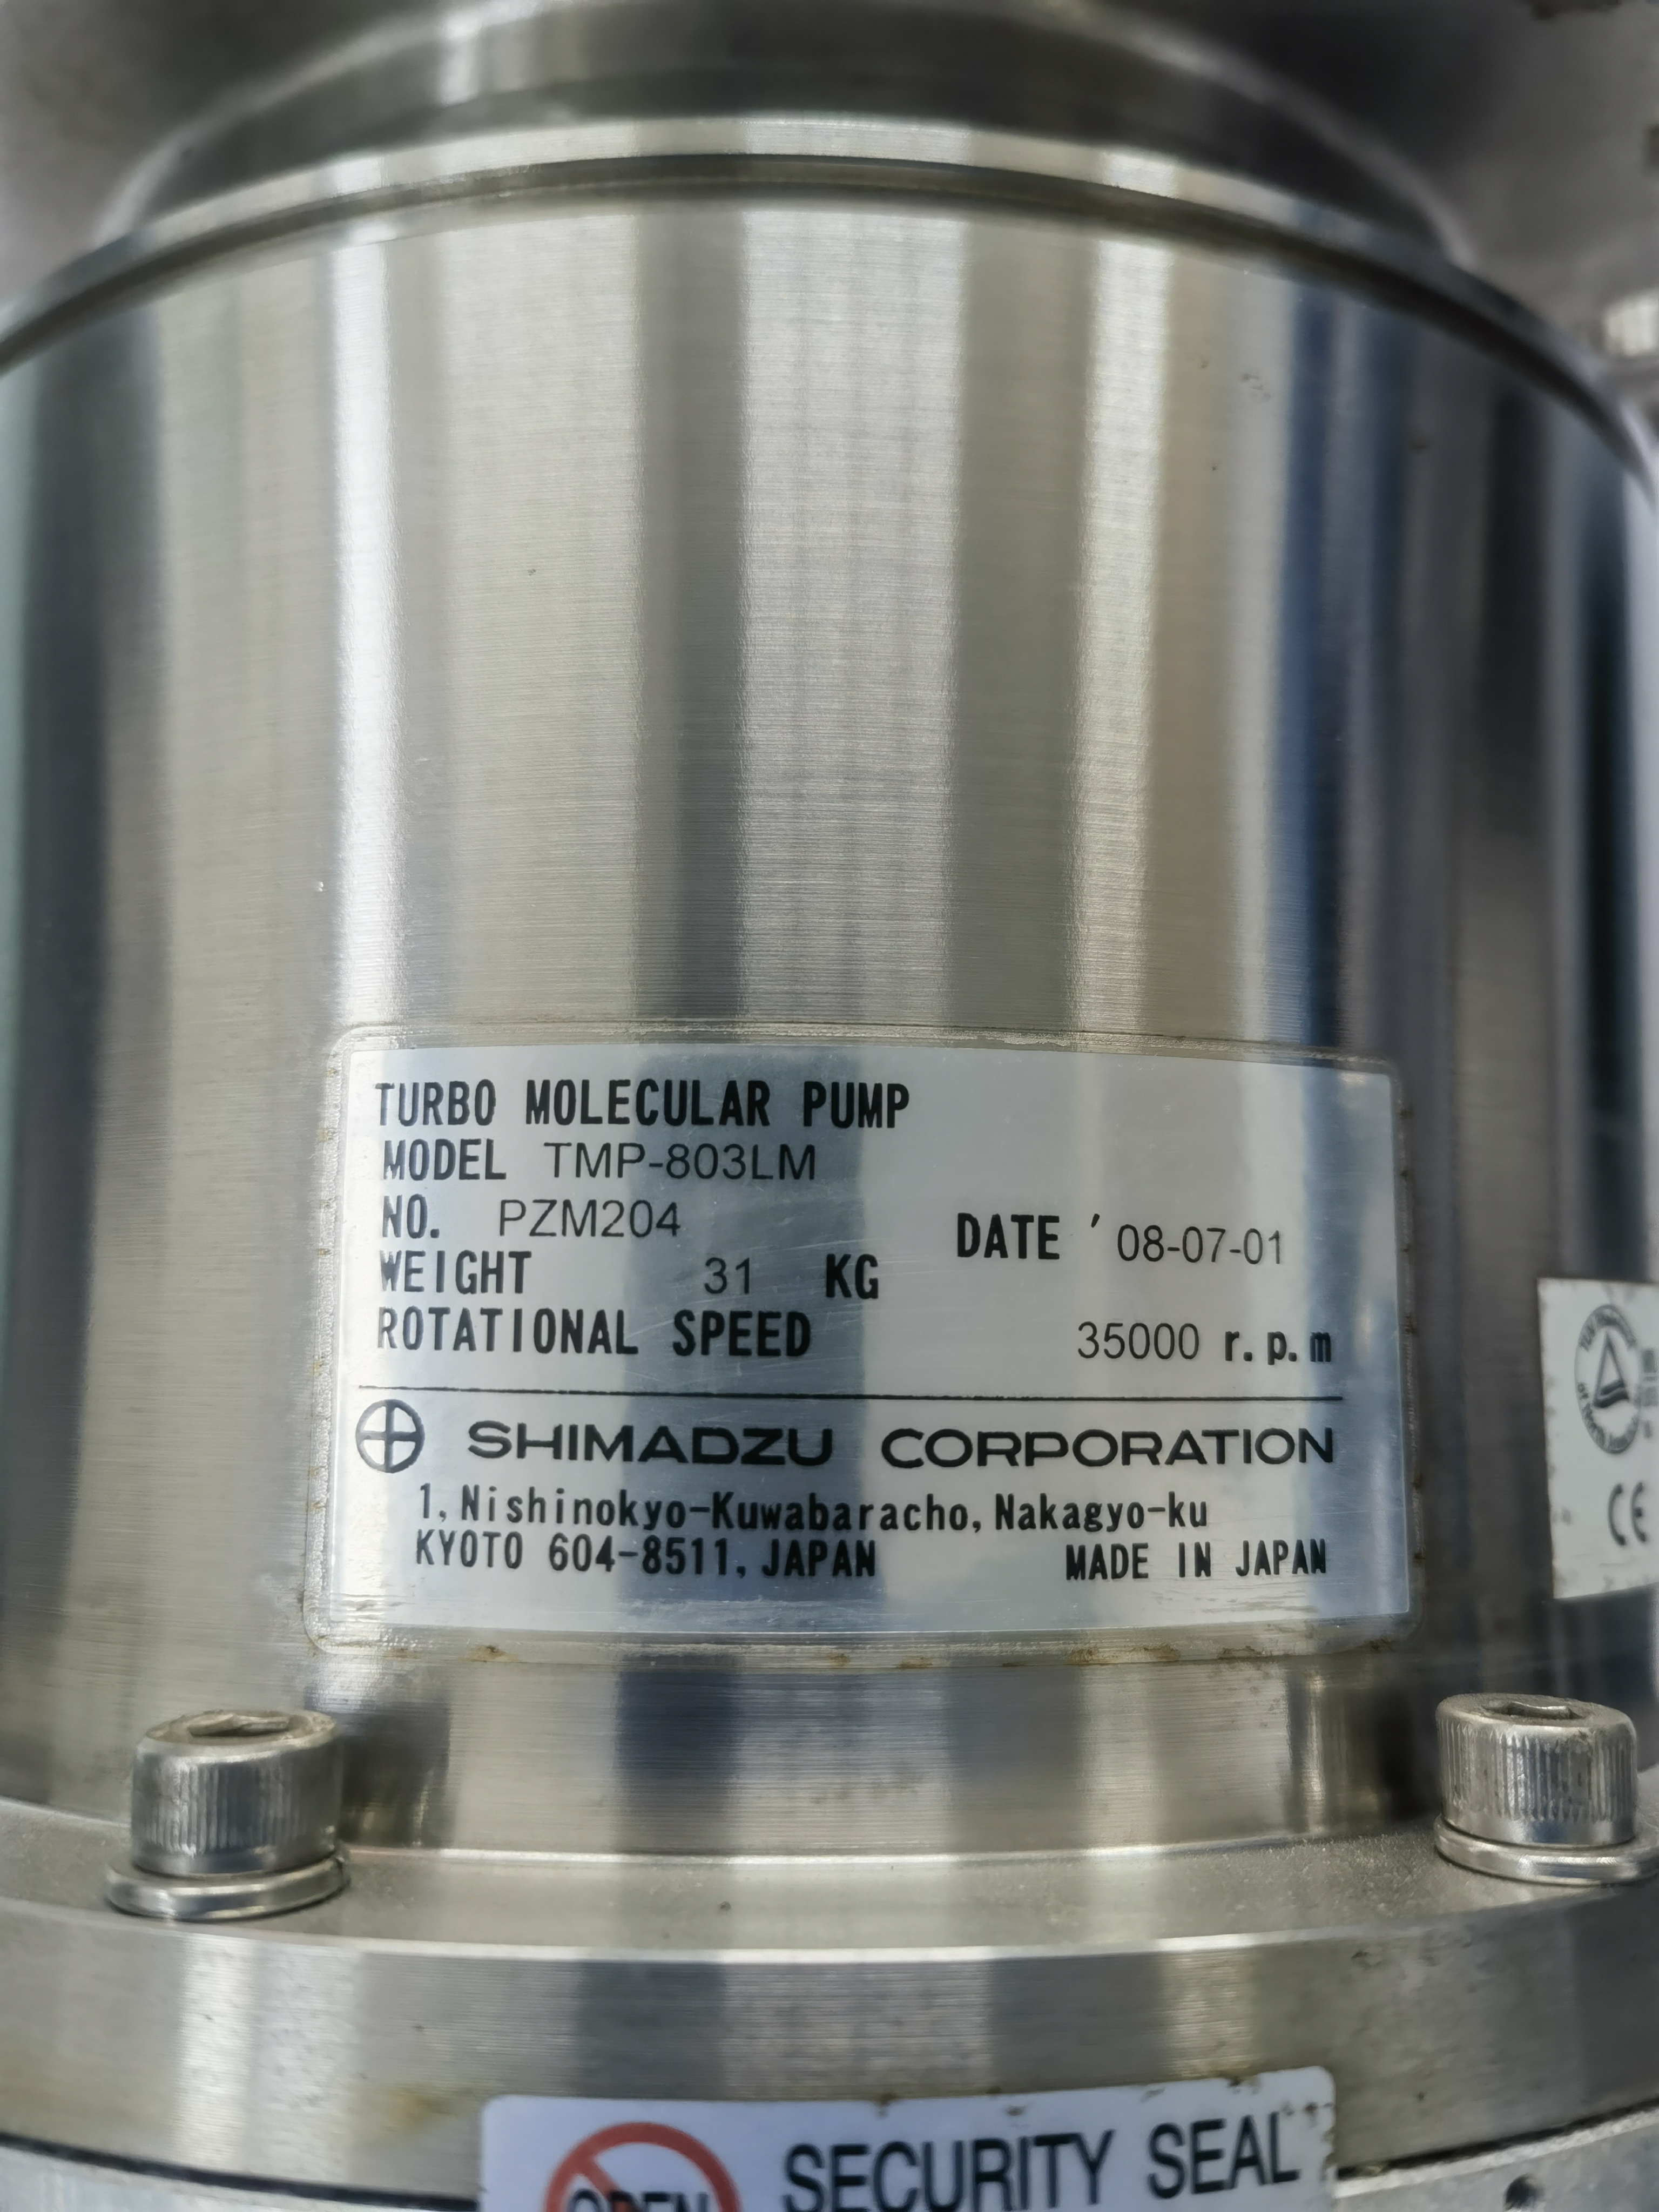 TURBO MOLECULAR PUMP
MODEL TMP-803LM
NO. PZM204
DATE '08-07-01
WEIGHT 31 KG
ROTATIONAL SPEED 35000 r.p.m
SHIMADZU CORPORATION
1, Nishinokyo-Kuwabaracho, Nakagyo-ku
KYOTO 604-8511, JAPAN MADE IN JAPAN
CE
SECURITY SEAL
OPEN